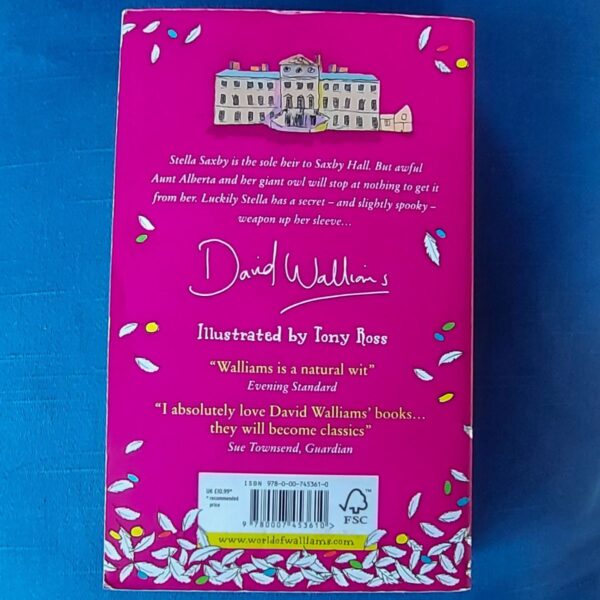 Stella Saxby is the sole heir to Saxby Hall. But awful
Aunt Alberta and her giant owl will stop at nothing to get it
from her. Luckily Stella has a secret – and slightly spooky –
weapon up her sleeve…
David Walliams
Illustrated by Tony Ross
“Walliams is a natural wit”
Evening Standard
“I absolutely love David Walliams’ books…
they will become classics”
Sue Townsend, Guardian
ISBN 978-0-00-745361-0
UK £10.99*
* recommended
price
9 780007 453610 >
FSC
™
www.worldofwalliams.com